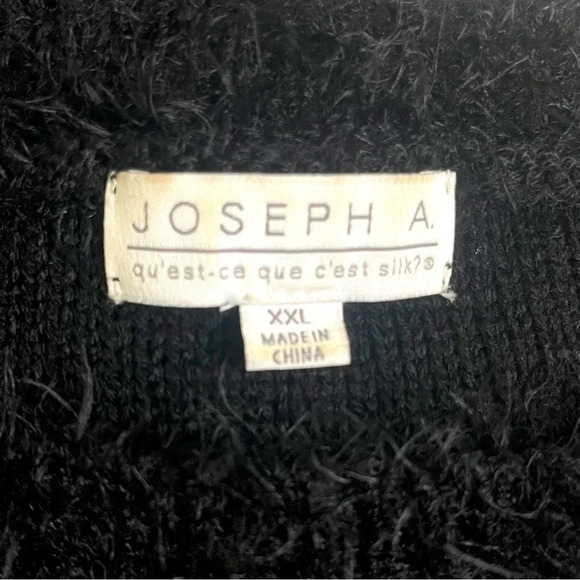 JOSEPH A.
qu'est-ce que c'est silk?®
XXL
MADE IN
CHINA